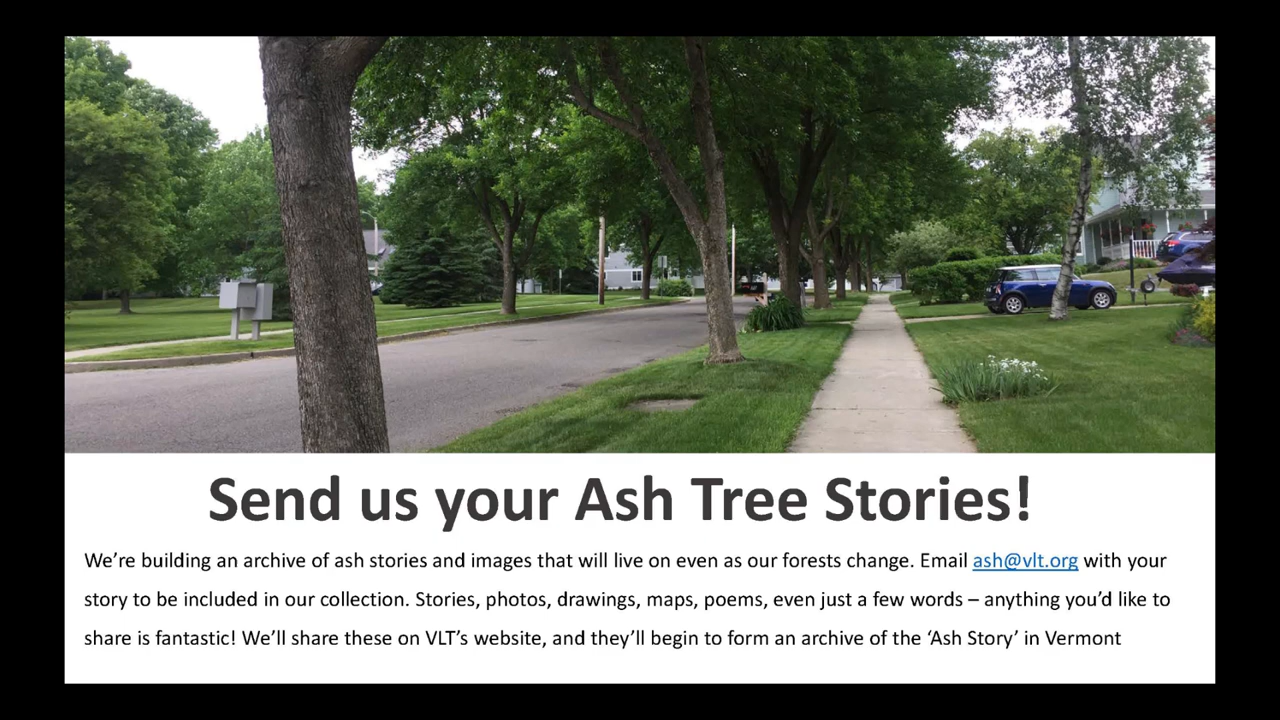 Send us your Ash Tree Stories!
We’re building an archive of ash stories and images that will live on even as our forests change. Email ash@vlt.org with your
story to be included in our collection. Stories, photos, drawings, maps, poems, even just a few words – anything you’d like to
share is fantastic! We’ll share these on VLT’s website, and they’ll begin to form an archive of the ‘Ash Story’ in Vermont